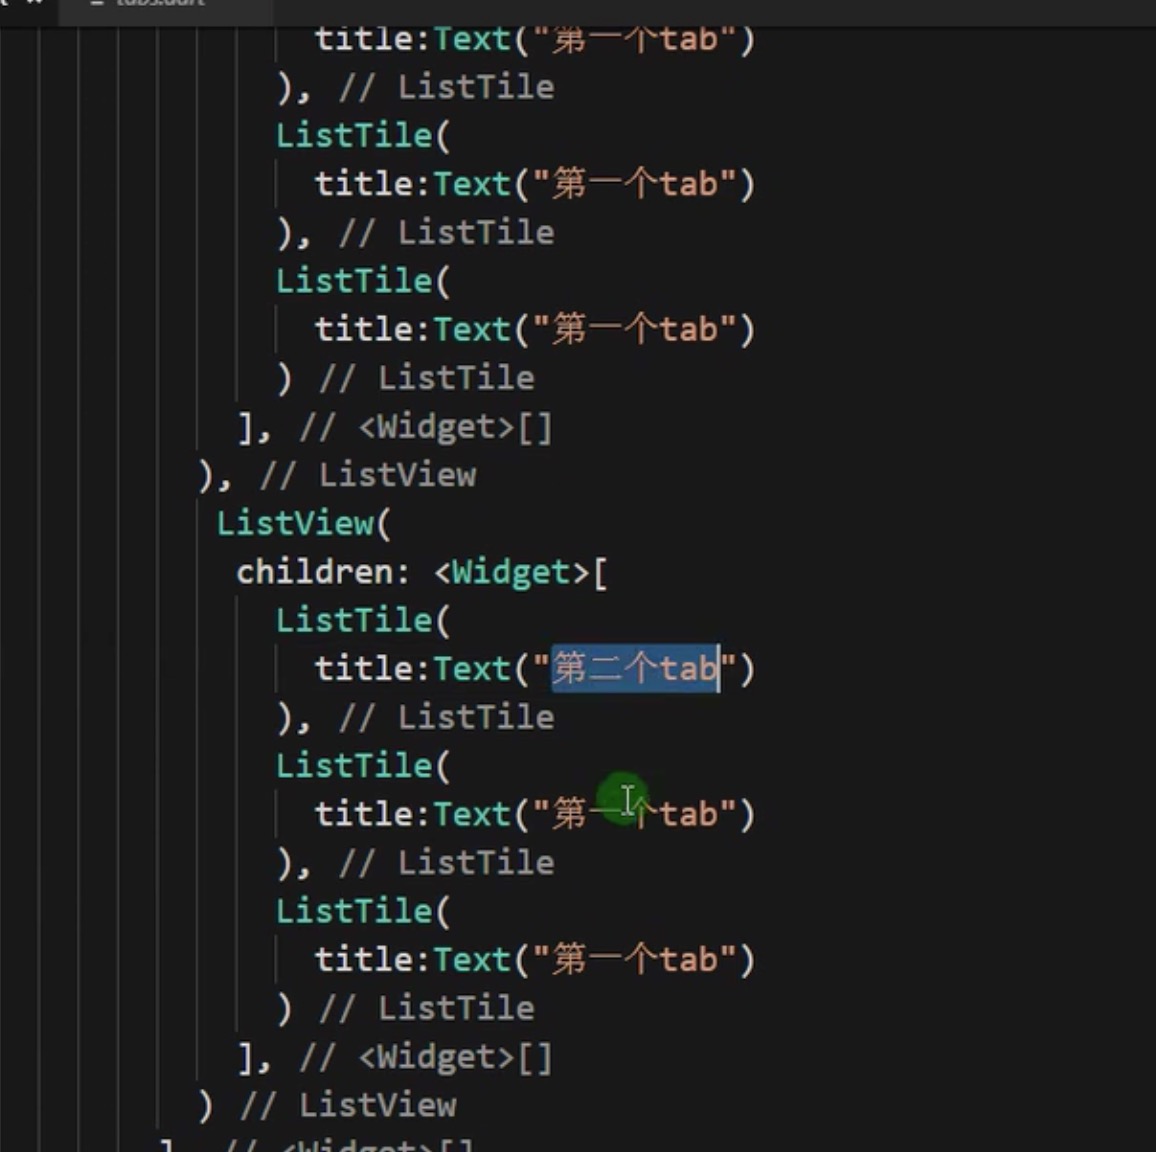 tabs.dart
title:Text("第一个tab")
), // ListTile
ListTile(
title:Text("第一个tab")
), // ListTile
ListTile(
title:Text("第一个tab")
) // ListTile
], // <Widget>[]
), // ListView
ListView(
children: <Widget>[
ListTile(
title:Text("第二个tab")
), // ListTile
ListTile(
title:Text("第一个tab")
), // ListTile
ListTile(
title:Text("第一个tab")
) // ListTile
], // <Widget>[]
) // ListView
], // <Widget>[]